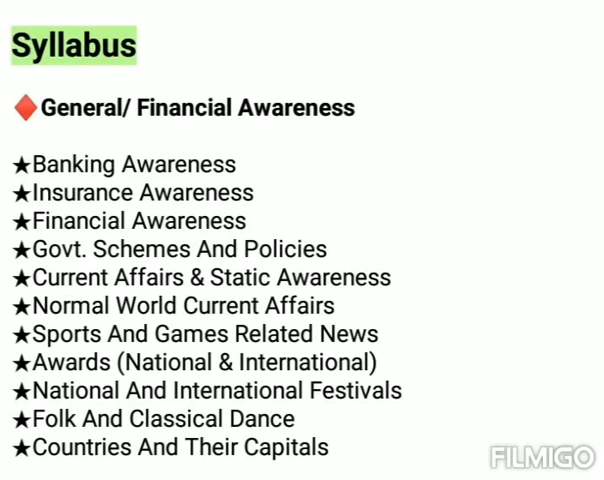 Syllabus
♦General/ Financial Awareness
★Banking Awareness
★Insurance Awareness
★Financial Awareness
★Govt. Schemes And Policies
★Current Affairs & Static Awareness
★Normal World Current Affairs
★Sports And Games Related News
★Awards (National & International)
★National And International Festivals
★Folk And Classical Dance
★Countries And Their Capitals
FILMIGO